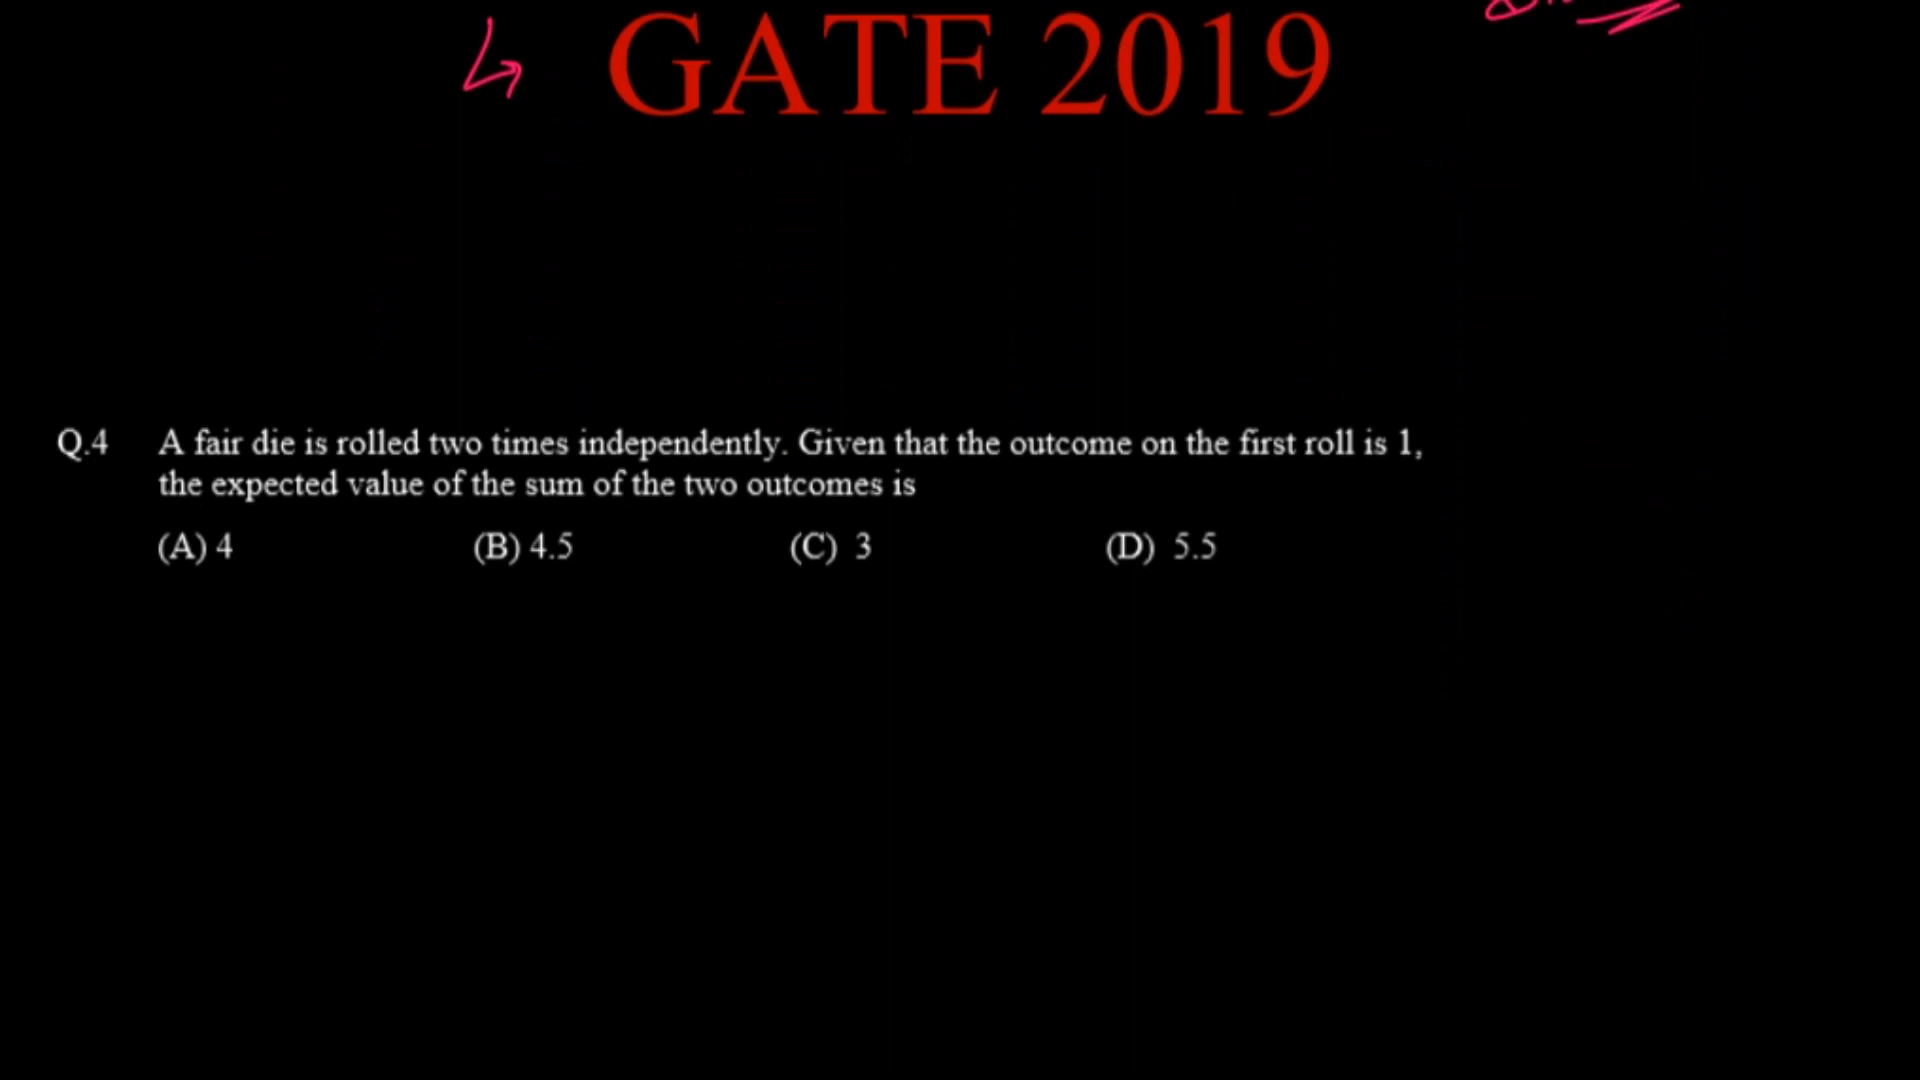 GATE 2019
Q.4 A fair die is rolled two times independently. Given that the outcome on the first roll is 1,
the expected value of the sum of the two outcomes is
(A) 4 (B) 4.5 (C) 3 (D) 5.5